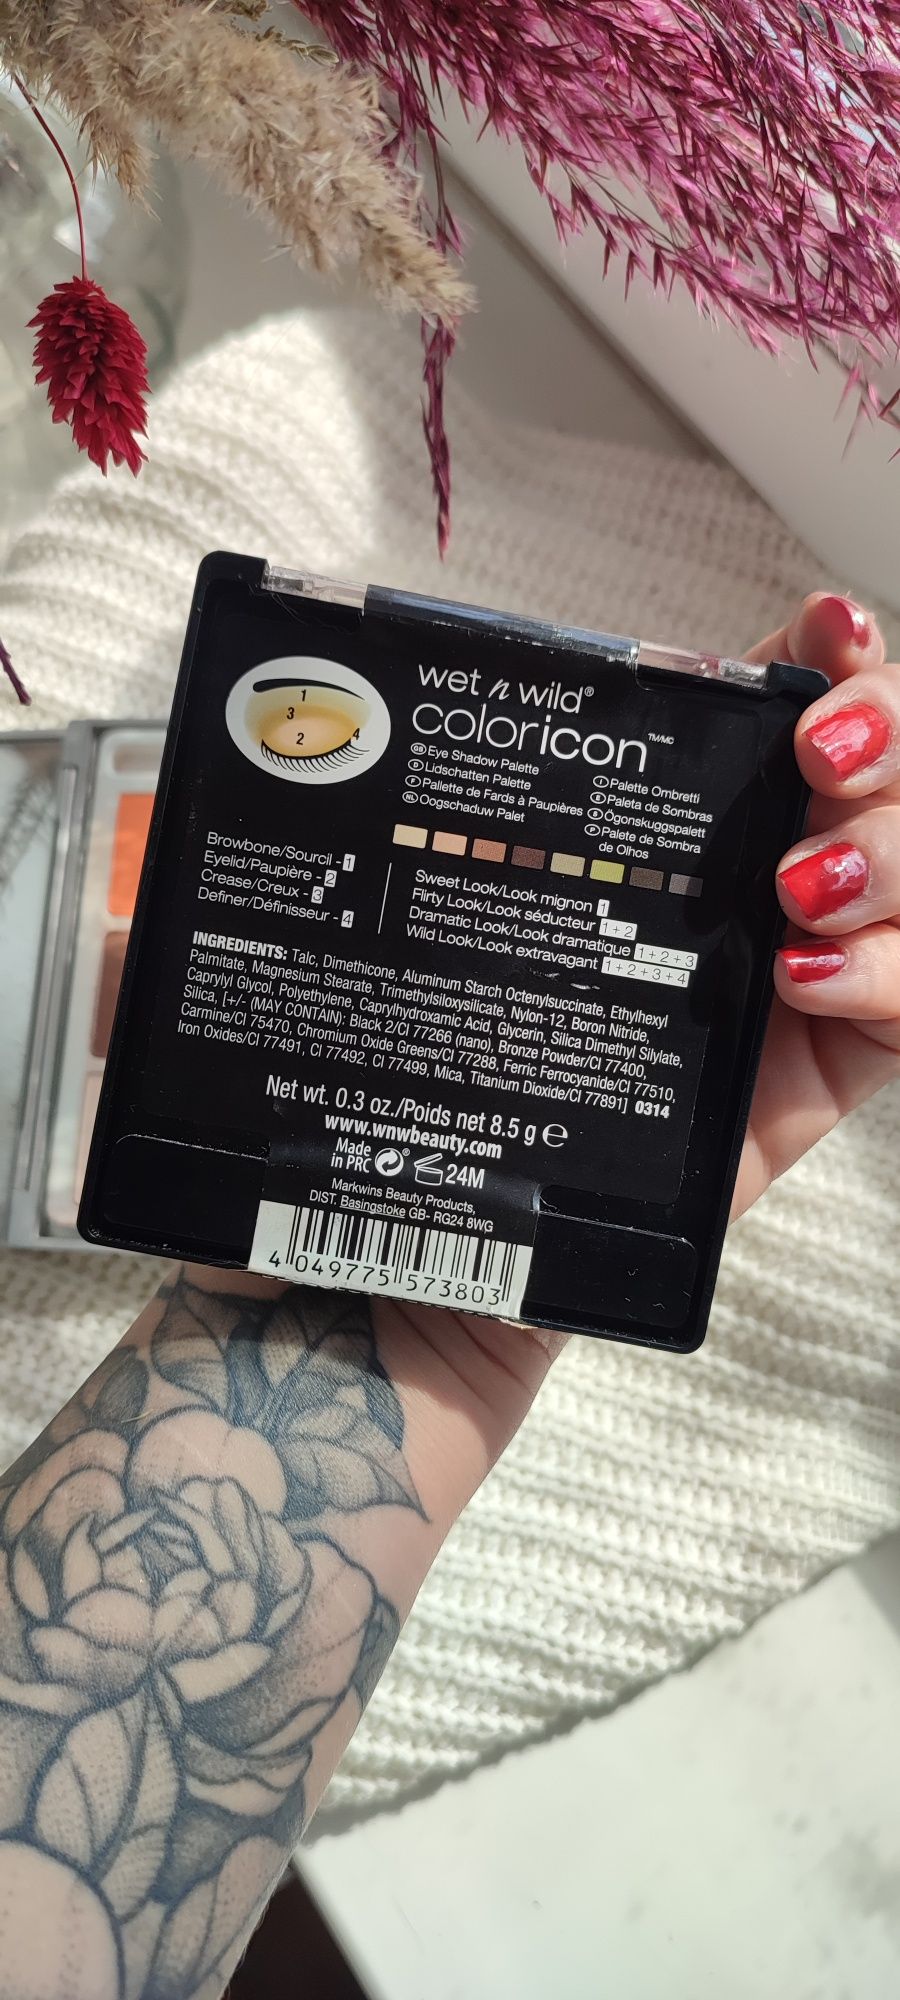 wet n wild®
coloricon™/MC
GB Eye Shadow Palette
D Lidschatten Palette
F Pallette de Fards à Paupières
NL Oogschaduw Palet
I Palette Ombretti
E Paleta de Sombras
S Ögonskuggspalett
P Palete de Sombra
de Olhos
1
3
2
4
Browbone/Sourcil - 1
Eyelid/Paupière - 2
Crease/Creux - 3
Definer/Définisseur - 4
Sweet Look/Look mignon 1
Flirty Look/Look séducteur 1 + 2
Dramatic Look/Look dramatique 1 + 2 + 3
Wild Look/Look extravagant 1 + 2 + 3 + 4
INGREDIENTS: Talc, Dimethicone, Aluminum Starch Octenylsuccinate, Ethylhexyl
Palmitate, Magnesium Stearate, Trimethylsiloxysilicate, Nylon-12, Boron Nitride,
Caprylyl Glycol, Polyethylene, Caprylhydroxamic Acid, Glycerin, Silica Dimethyl Silylate,
Silica, [+/- (MAY CONTAIN): Black 2/CI 77266 (nano), Bronze Powder/CI 77400,
Carmine/CI 75470, Chromium Oxide Greens/CI 77288, Ferric Ferrocyanide/CI 77510,
Iron Oxides/CI 77491, CI 77492, CI 77499, Mica, Titanium Dioxide/CI 77891] 0314
Net wt. 0.3 oz./Poids net 8.5 g e
www.wnwbeauty.com
Made
in PRC
® 24M
Markwins Beauty Products,
DIST. Basingstoke GB- RG24 8WG
4 049775 573803